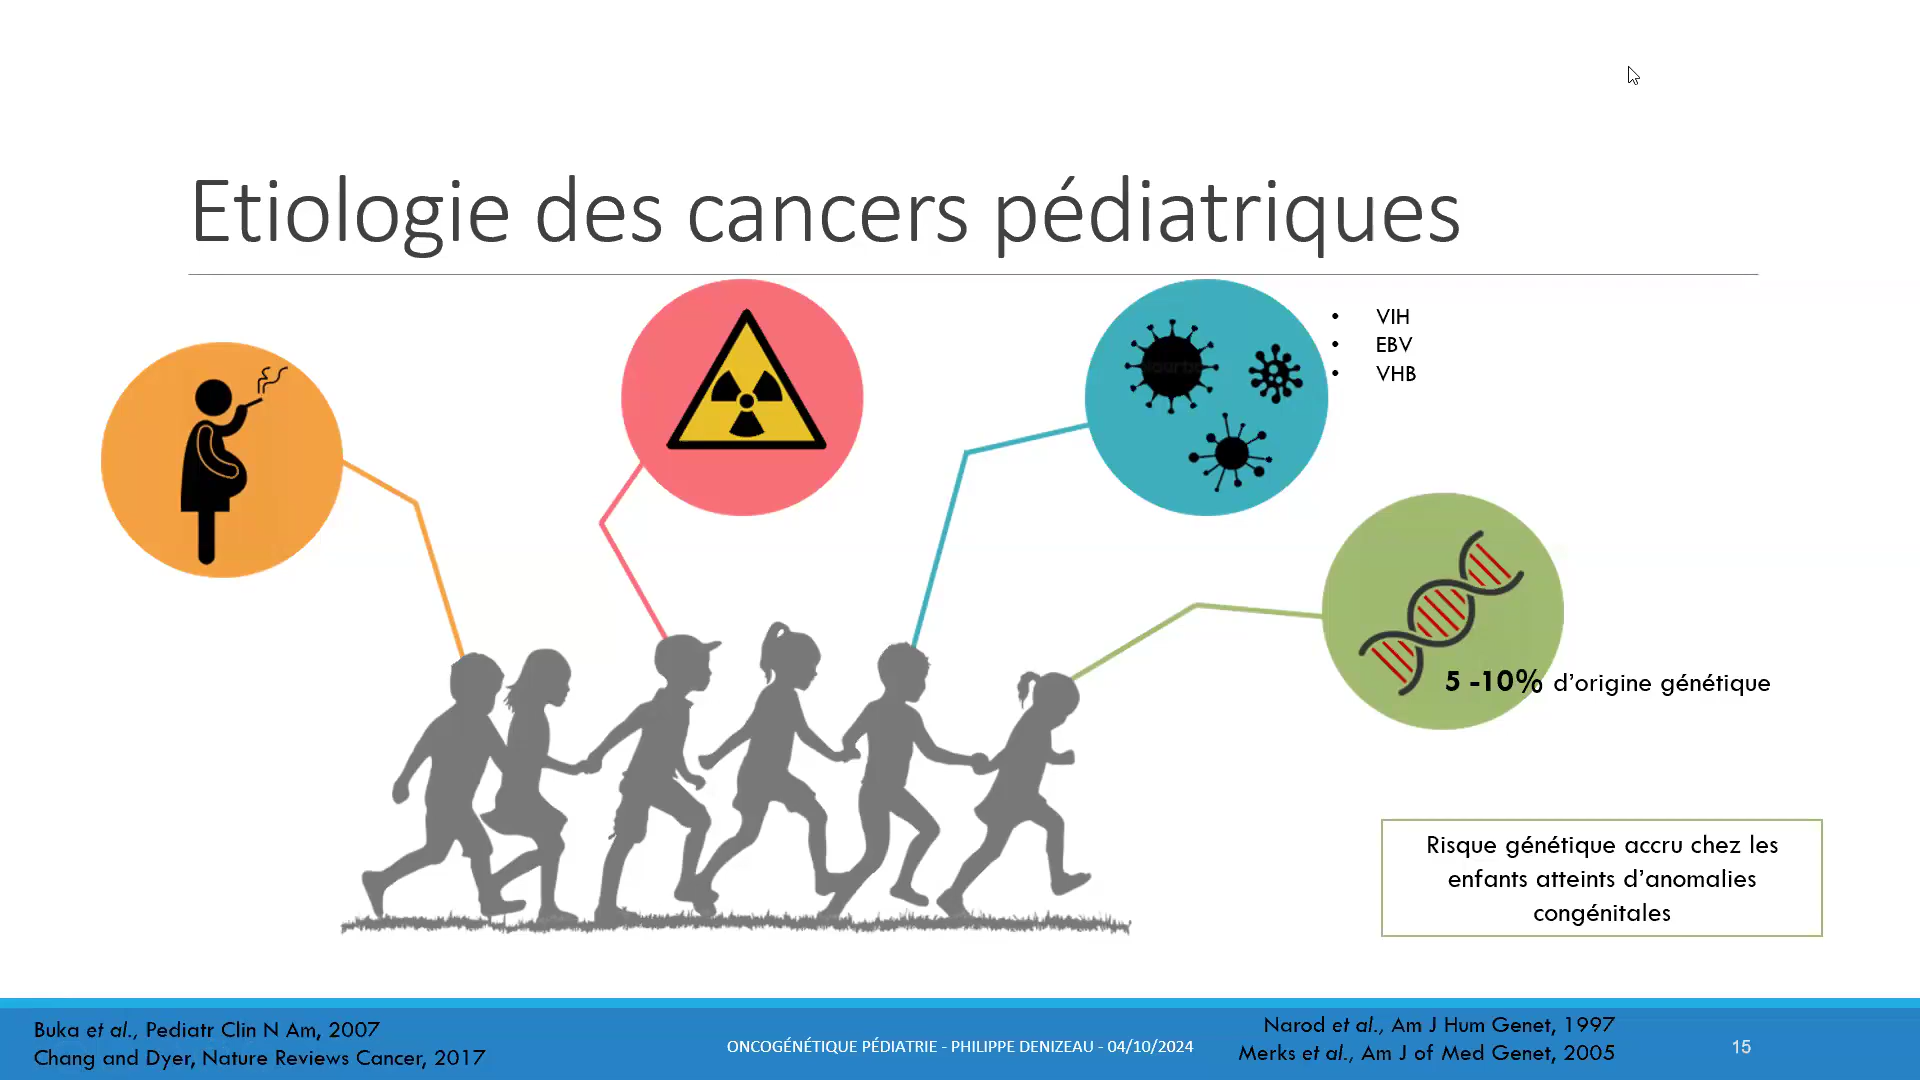 Etiologie des cancers pédiatriques
• VIH
• EBV
• VHB
5 -10% d’origine génétique
Risque génétique accru chez les
enfants atteints d’anomalies
congénitales
Buka et al., Pediatr Clin N Am, 2007
Chang and Dyer, Nature Reviews Cancer, 2017
ONCOGÉNÉTIQUE PÉDIATRIE - PHILIPPE DENIZEAU - 04/10/2024
Narod et al., Am J Hum Genet, 1997
Merks et al., Am J of Med Genet, 2005
15